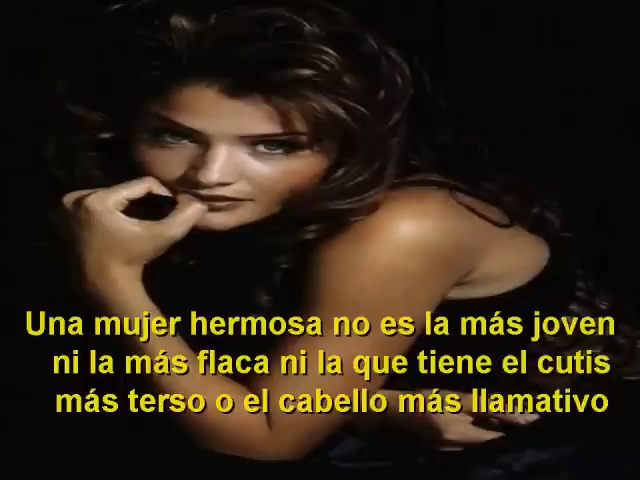 Una mujer hermosa no es la más joven
ni la más flaca ni la que tiene el cutis
más terso o el cabello más llamativo